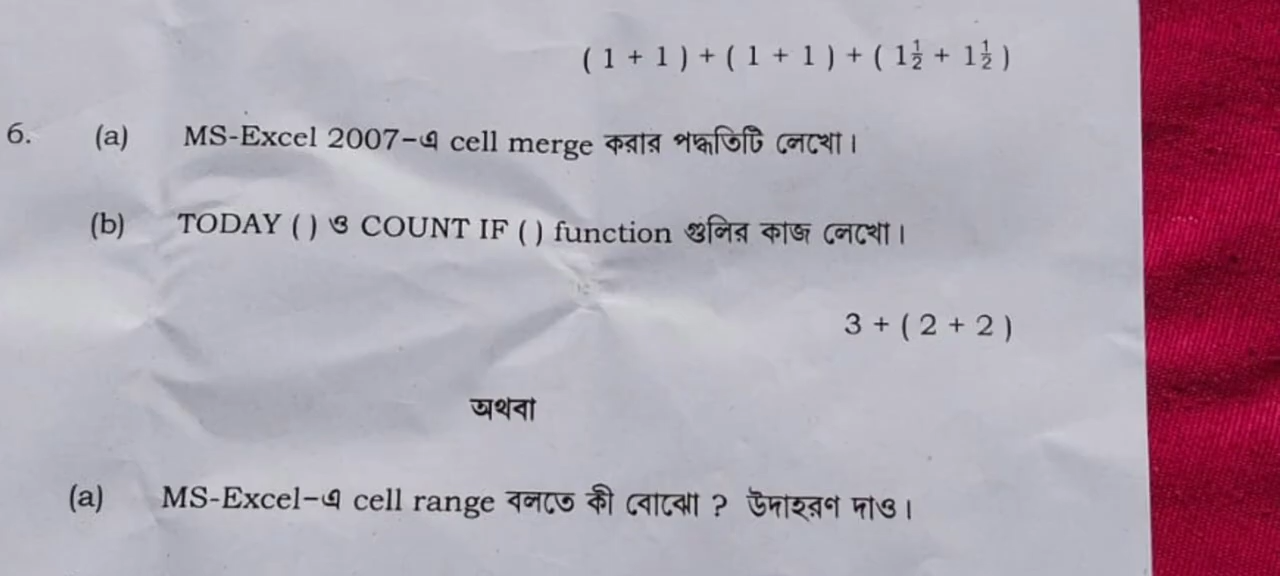 ( 1 + 1 ) + ( 1 + 1 ) + ( 1½ + 1½ )
6. (a) MS-Excel 2007-এ cell merge করার পদ্ধতিটি লেখো।
(b) TODAY ( ) ও COUNT IF ( ) function গুলির কাজ লেখো।
3 + ( 2 + 2 )
অথবা
(a) MS-Excel-এ cell range বলতে কী বোঝো ? উদাহরণ দাও।